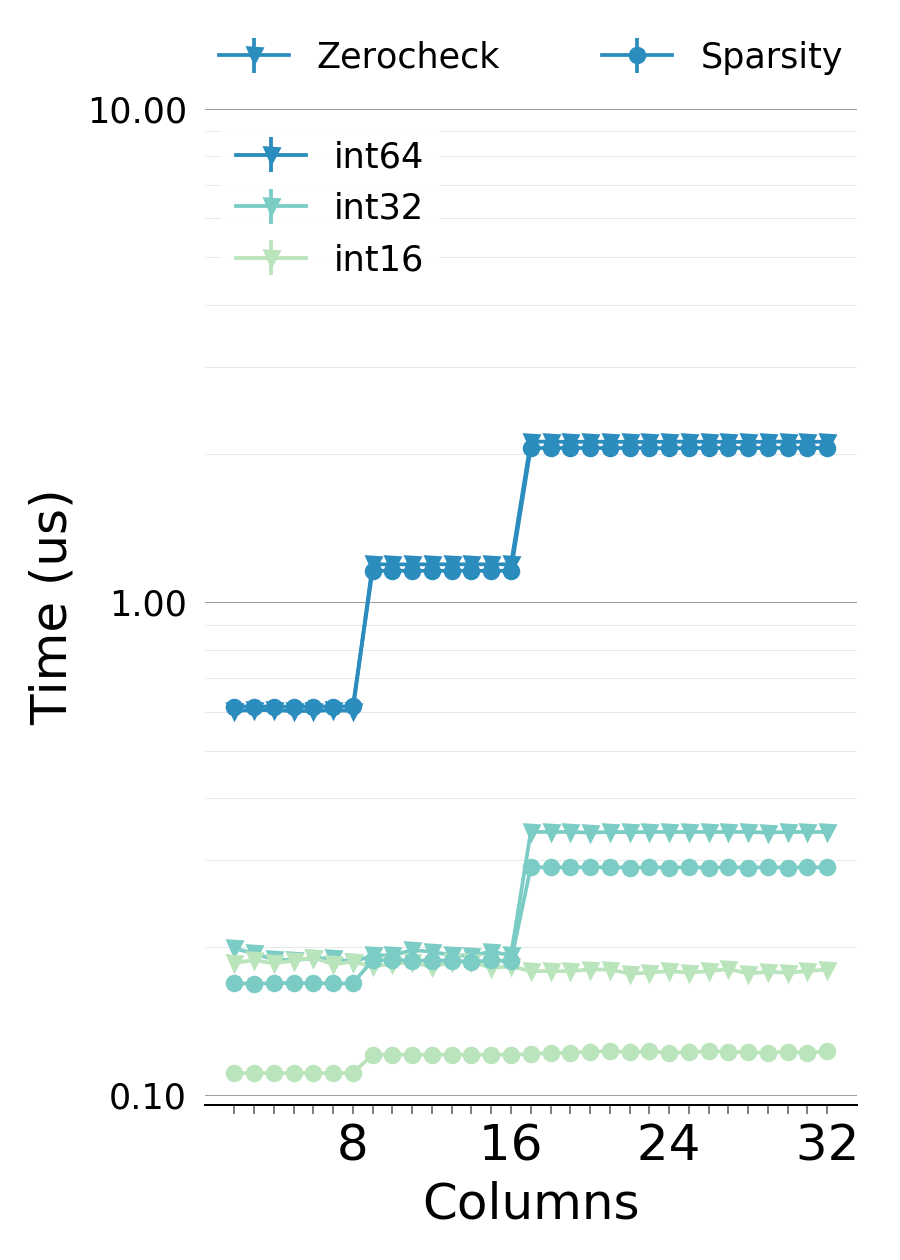 Zerocheck Sparsity
10.00
int64
int32
int16
1.00
0.10
Time (us)
8 16 24 32
Columns